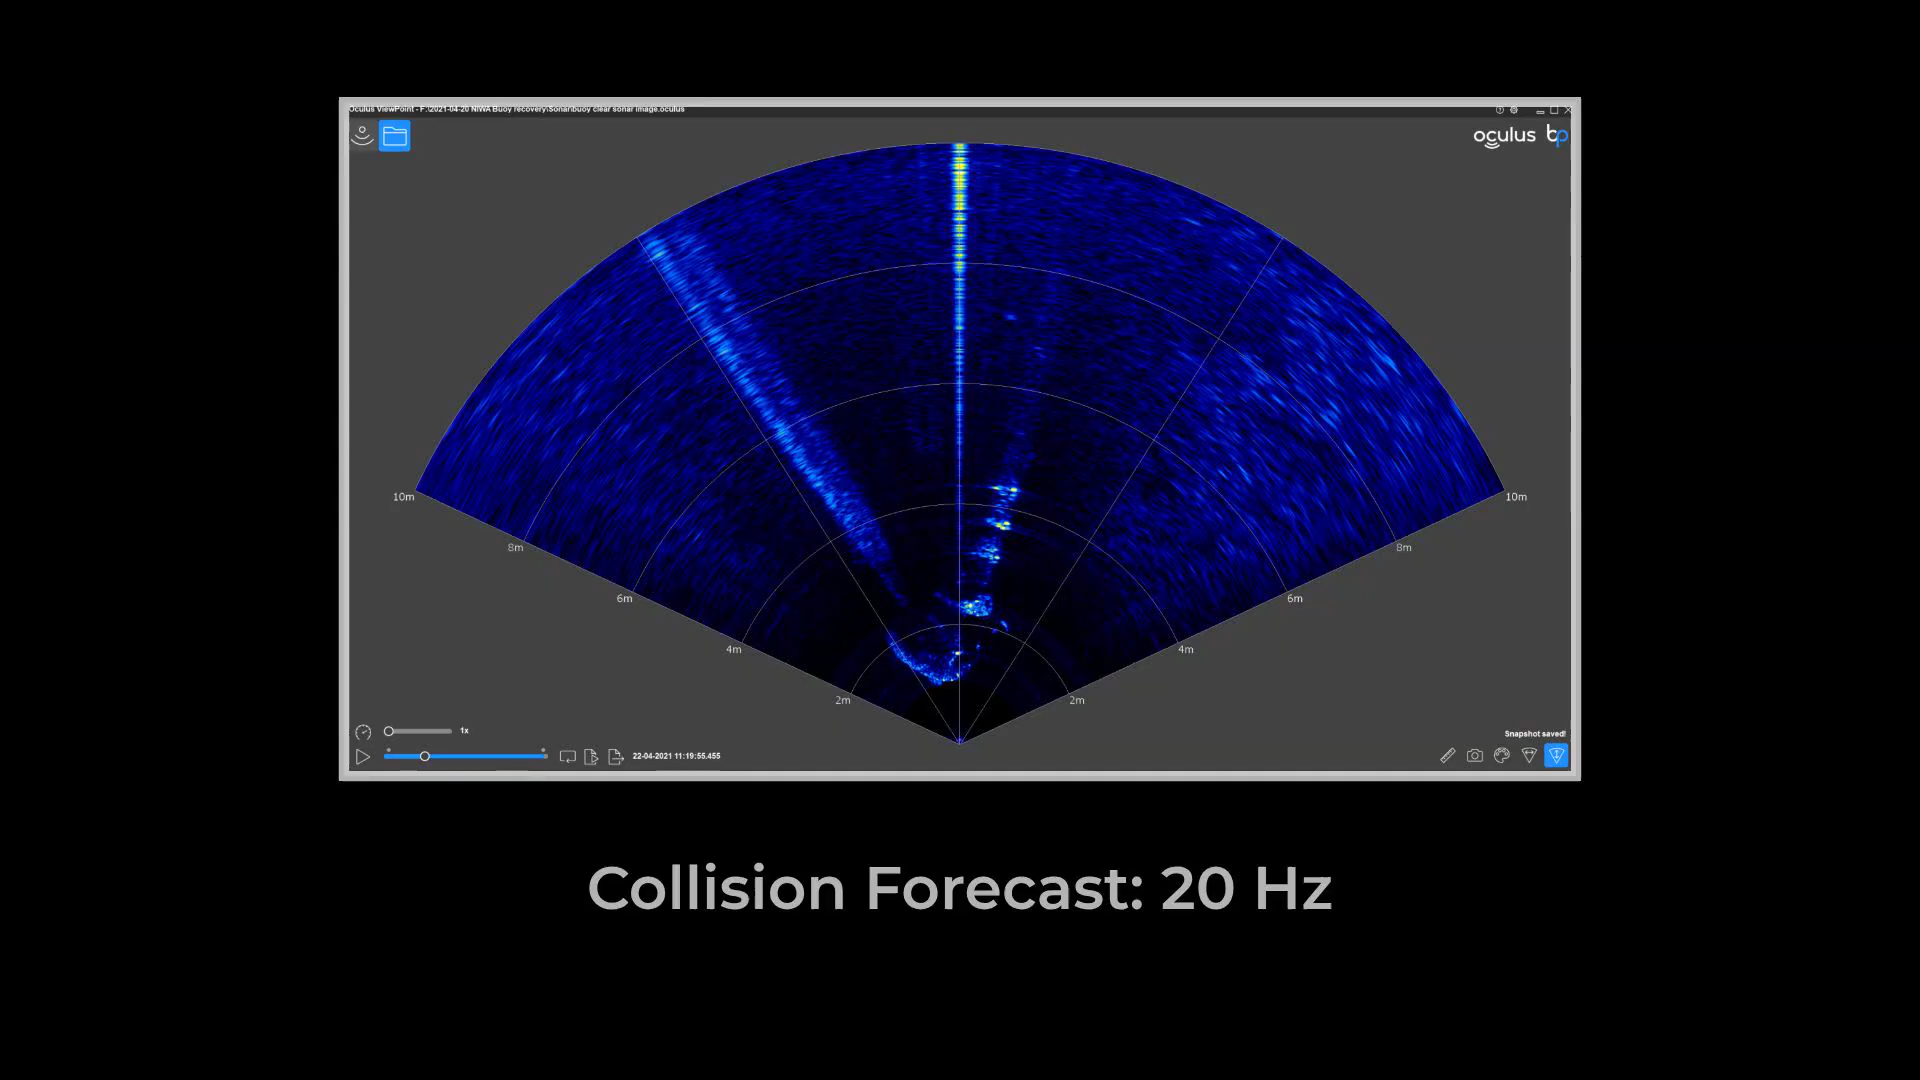 Oculus ViewPoint - F:\2021-04-20 NIWA Buoy recovery\Sonar\buoy clear sonar image.oculus
oculus bp
10m
10m
8m
8m
6m
6m
4m
4m
2m
2m
1x
Snapshot saved!
22-04-2021 11:19:55.455
Collision Forecast: 20 Hz